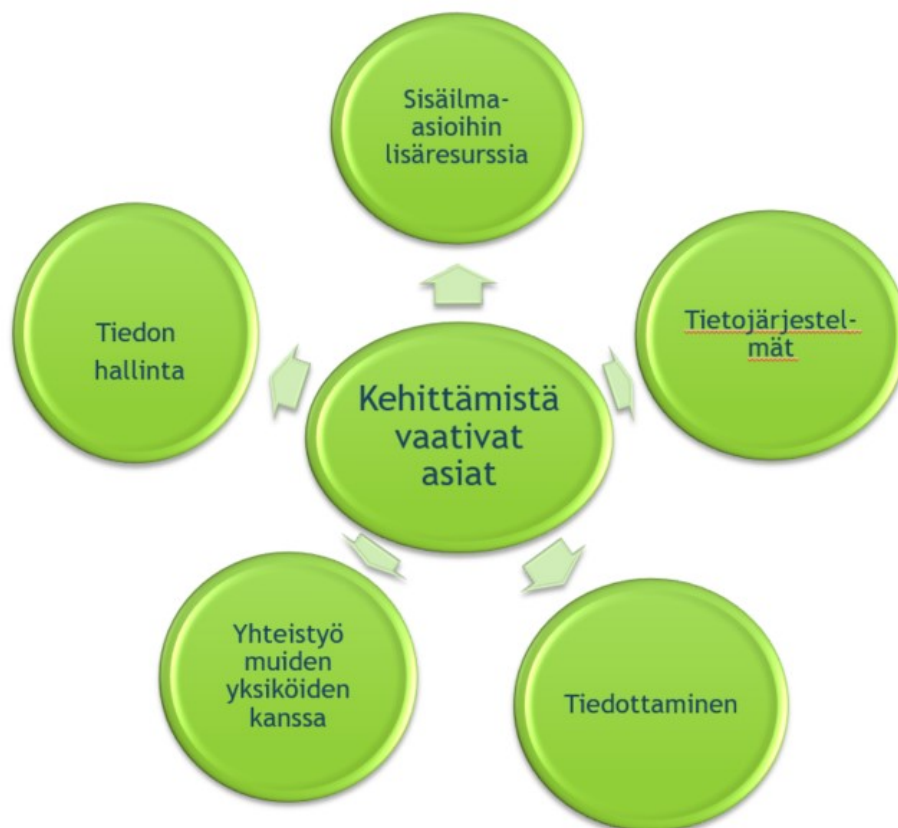 Sisäilma-
asioihin
lisäresurssia
Tietojärjestel-
mät
Tiedon
hallinta
Kehittämistä
vaativat
asiat
Yhteistyö
muiden
yksiköiden
kanssa
Tiedottaminen